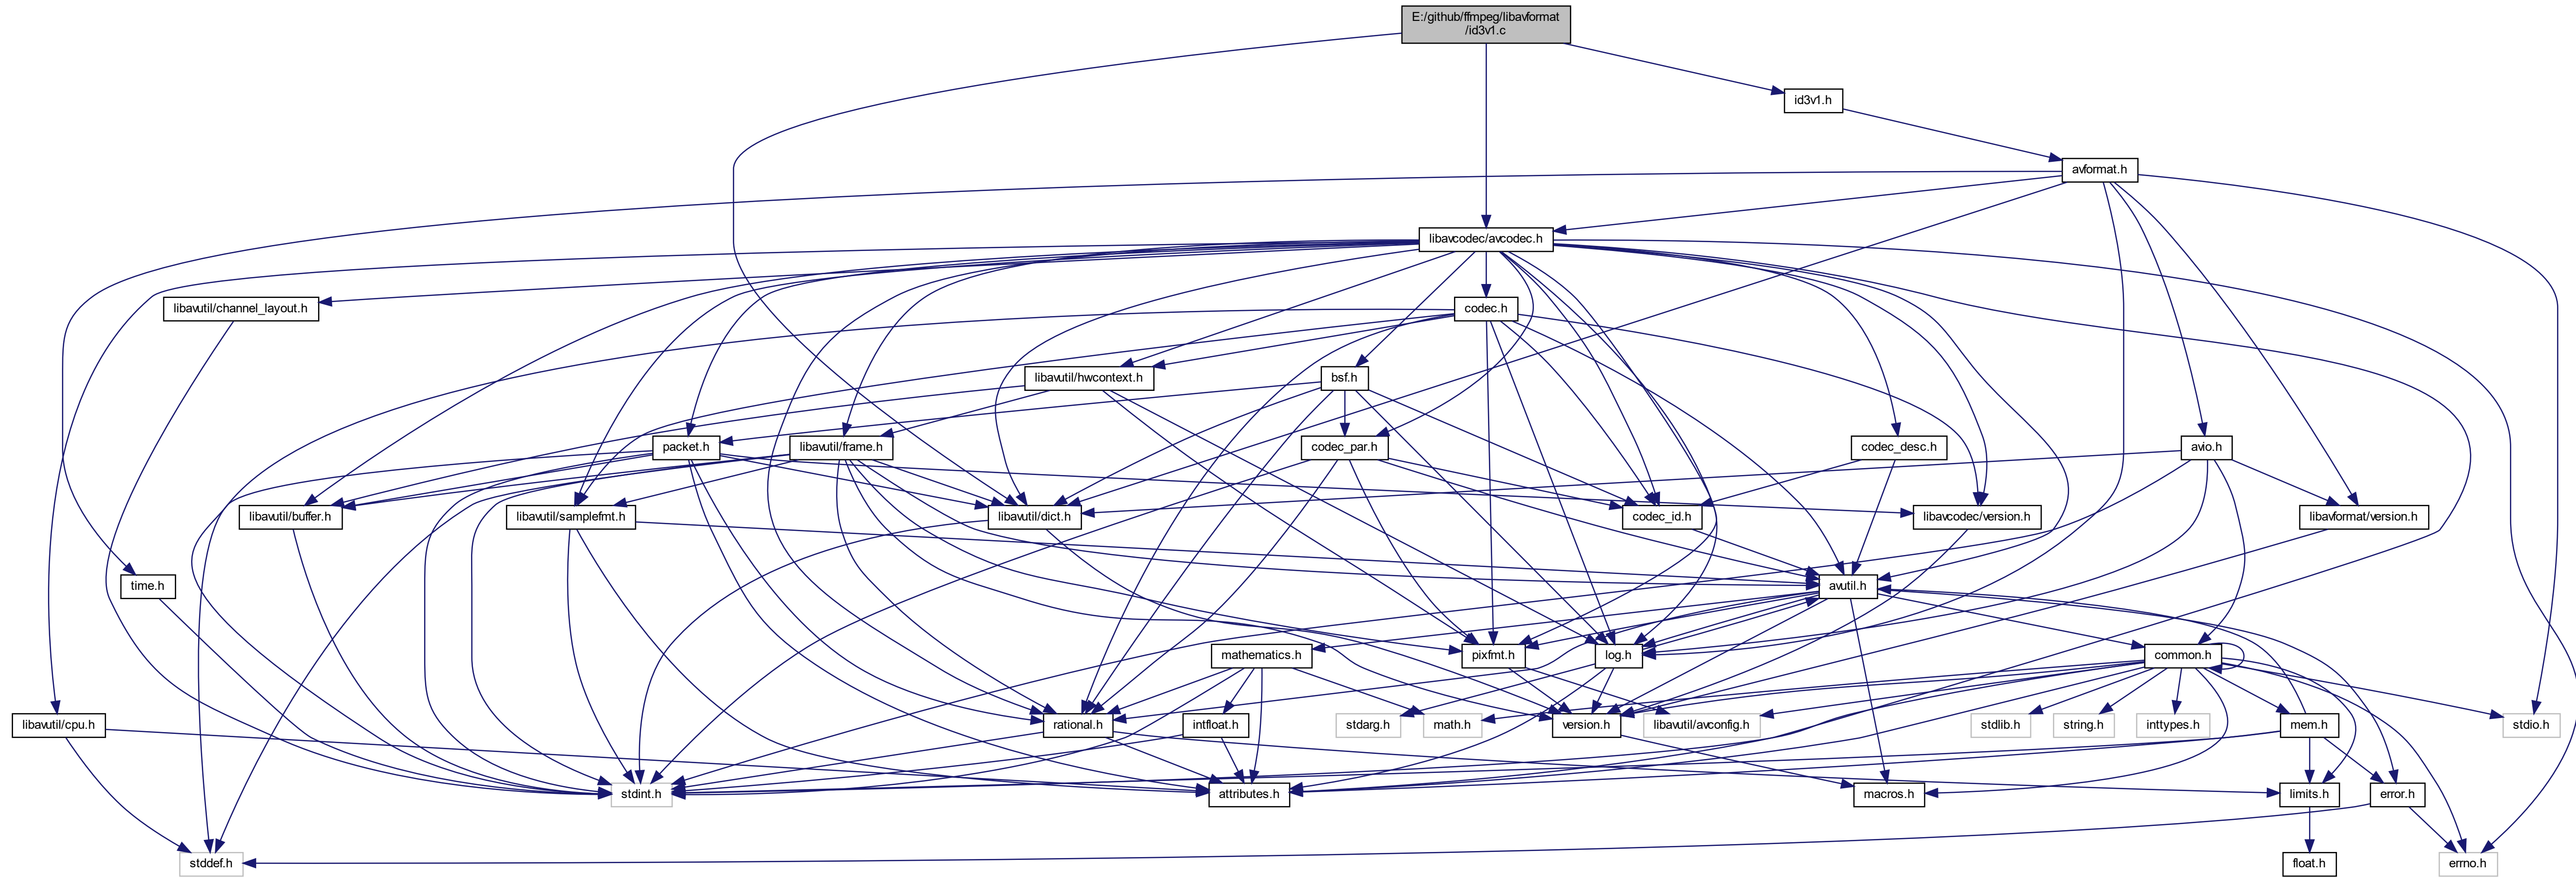 E:/github/ffmpeg/libavformat
/id3v1.c
id3v1.h
avformat.h
libavcodec/avcodec.h
libavutil/channel_layout.h
codec.h
libavutil/hwcontext.h
bsf.h
packet.h
libavutil/frame.h
codec_par.h
codec_desc.h
avio.h
libavutil/buffer.h
libavutil/samplefmt.h
libavutil/dict.h
codec_id.h
libavcodec/version.h
libavformat/version.h
time.h
avutil.h
mathematics.h
pixfmt.h
log.h
common.h
libavutil/cpu.h
rational.h
intfloat.h
stdarg.h
math.h
version.h
libavutil/avconfig.h
stdlib.h
string.h
inttypes.h
mem.h
stdio.h
stdint.h
attributes.h
macros.h
limits.h
error.h
stddef.h
float.h
errno.h